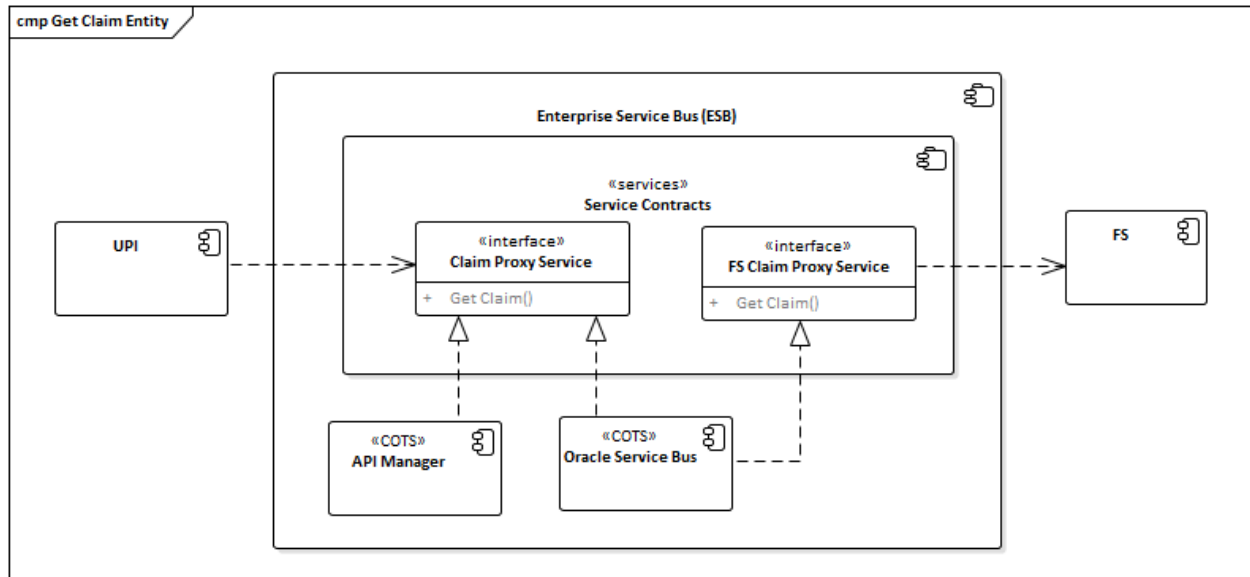 cmp Get Claim Entity
Enterprise Service Bus (ESB)
«services»
Service Contracts
UPI
«interface»
Claim Proxy Service
+ Get Claim()
«interface»
FS Claim Proxy Service
+ Get Claim()
FS
«COTS»
API Manager
«COTS»
Oracle Service Bus